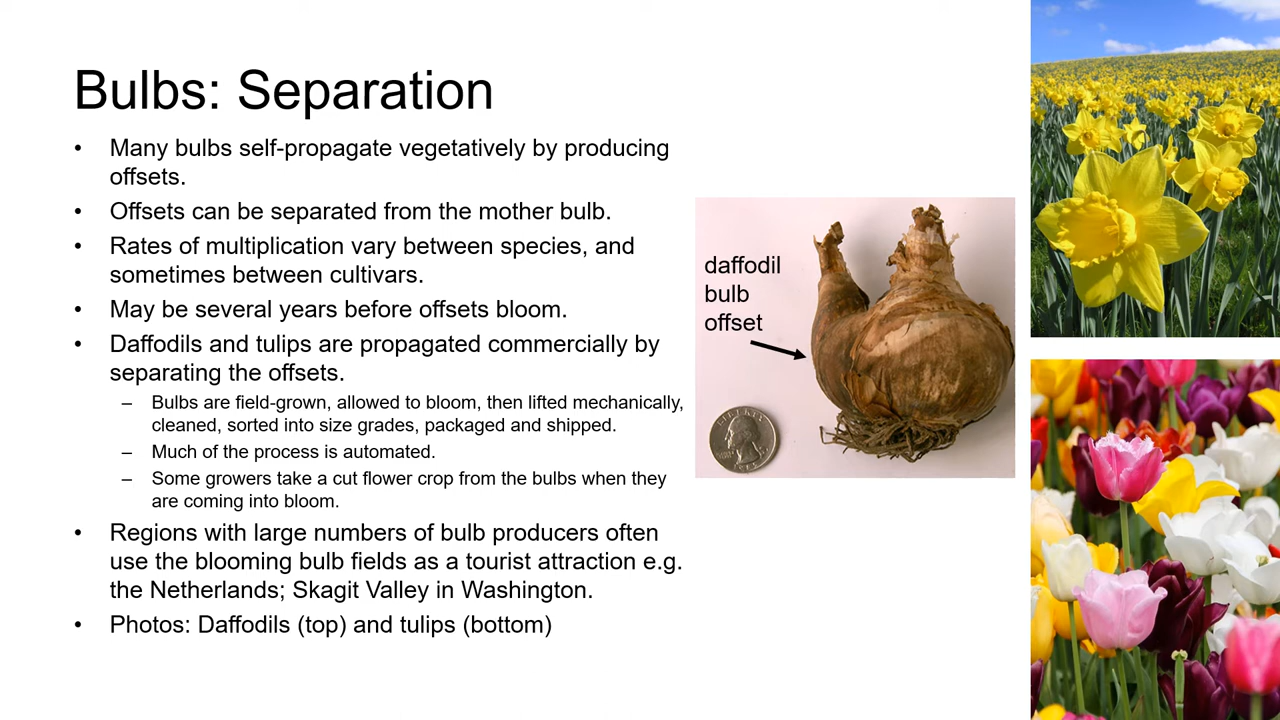 Bulbs: Separation
• Many bulbs self-propagate vegetatively by producing
offsets.
• Offsets can be separated from the mother bulb.
• Rates of multiplication vary between species, and
sometimes between cultivars.
• May be several years before offsets bloom.
• Daffodils and tulips are propagated commercially by
separating the offsets.
– Bulbs are field-grown, allowed to bloom, then lifted mechanically,
cleaned, sorted into size grades, packaged and shipped.
– Much of the process is automated.
– Some growers take a cut flower crop from the bulbs when they
are coming into bloom.
• Regions with large numbers of bulb producers often
use the blooming bulb fields as a tourist attraction e.g.
the Netherlands; Skagit Valley in Washington.
• Photos: Daffodils (top) and tulips (bottom)
daffodil
bulb
offset
LIBERTY